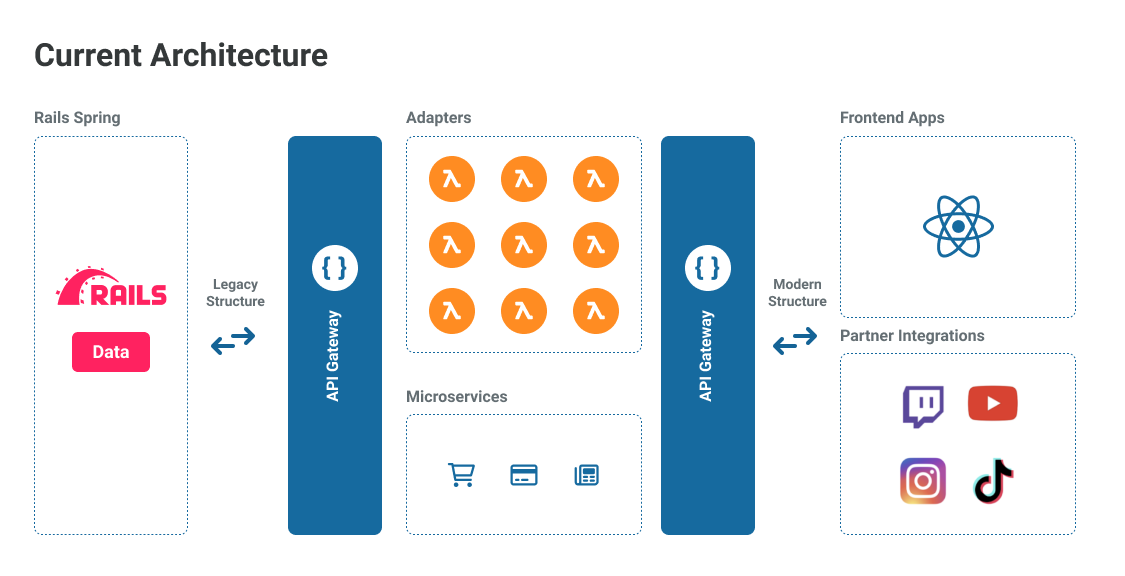 Current Architecture
Rails Spring
RAILS
Data
Legacy
Structure
{ }
API Gateway
Adapters
λ λ λ
λ λ λ
λ λ λ
Microservices
{ }
API Gateway
Modern
Structure
Frontend Apps
Partner Integrations